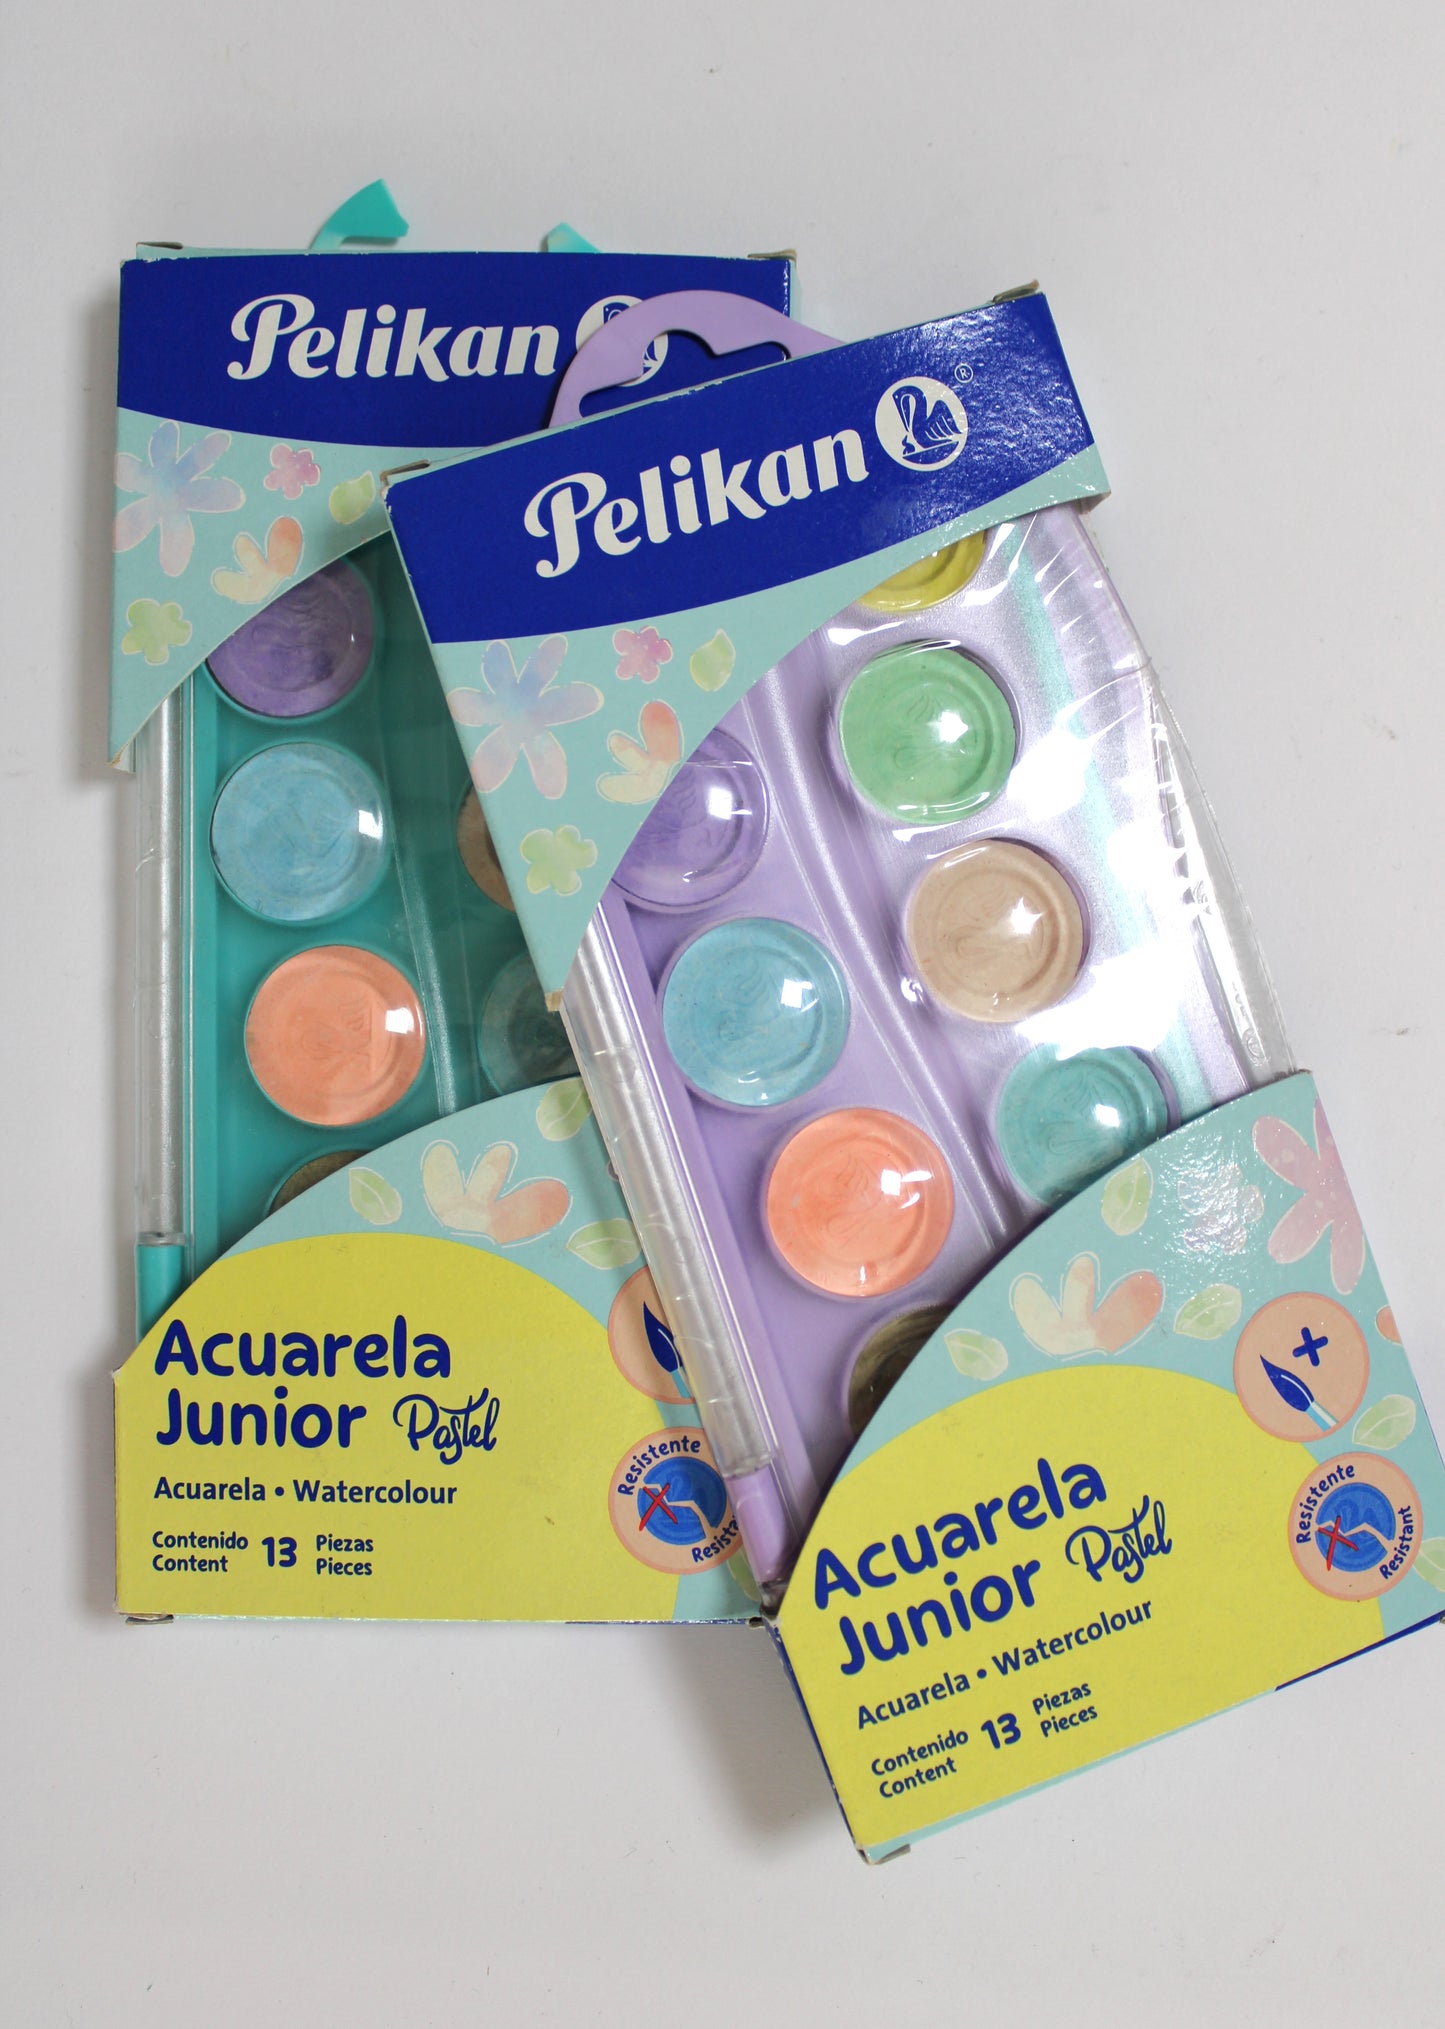 Pelikan
Acuarela
Junior Pastel
Acuarela • Watercolour
Contenido 13 Piezas
Content Pieces
Resistente
Pelikan ®
Acuarela
Junior Pastel
Acuarela • Watercolour
Contenido 13 Piezas
Content Pieces
+
Resistente
Resistant